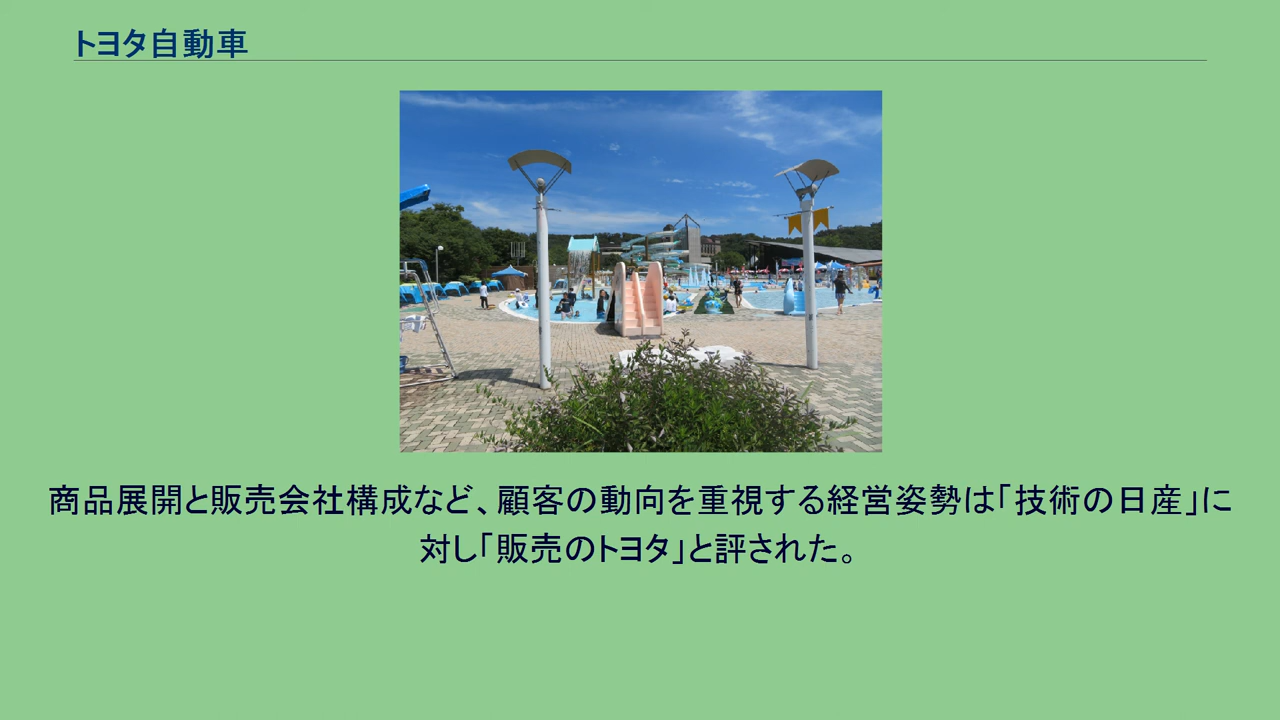 トヨタ自動車
商品展開と販売会社構成など、顧客の動向を重視する経営姿勢は「技術の日産」に
対し「販売のトヨタ」と評された。